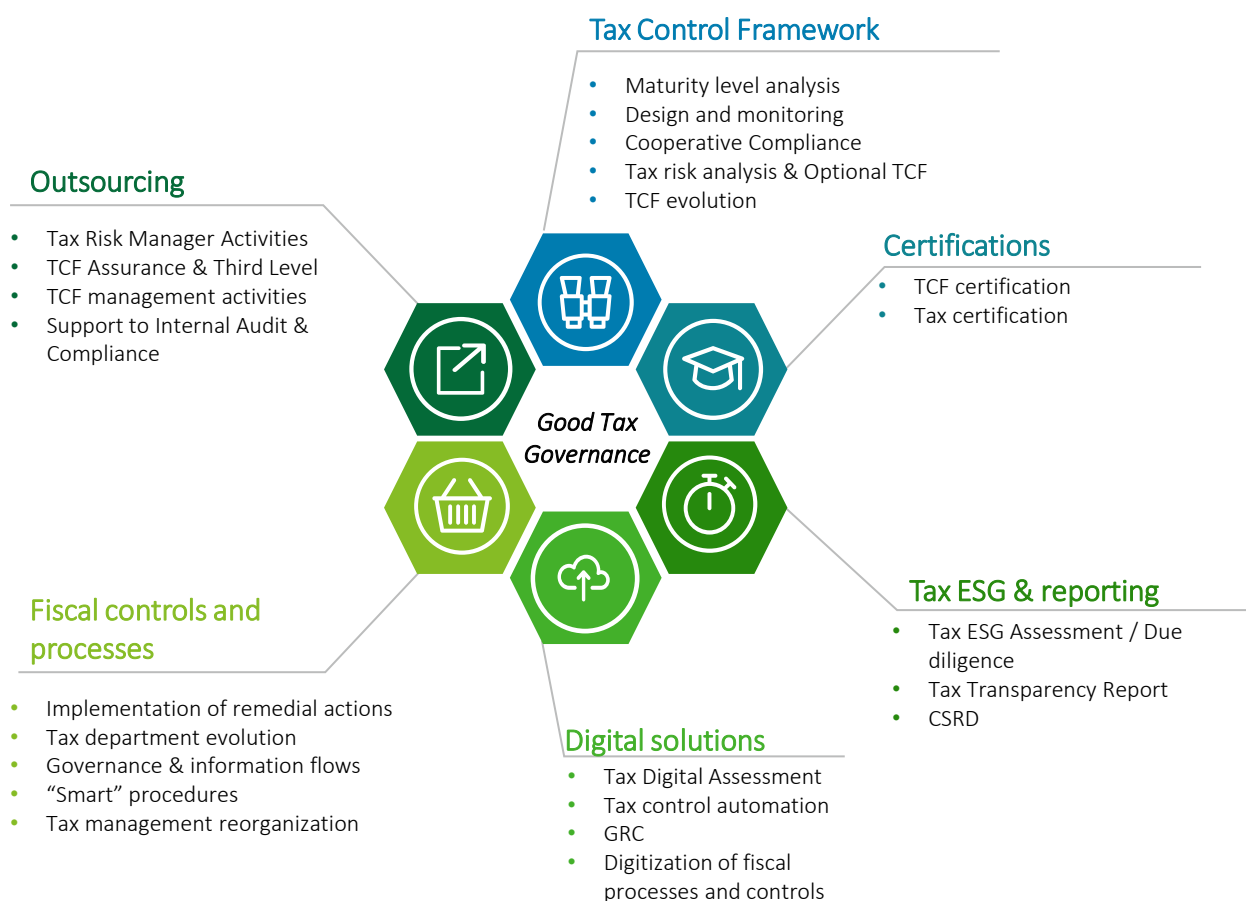 Tax Control Framework
• Maturity level analysis
• Design and monitoring
• Cooperative Compliance
• Tax risk analysis & Optional TCF
• TCF evolution
Outsourcing
• Tax Risk Manager Activities
• TCF Assurance & Third Level
• TCF management activities
• Support to Internal Audit &
Compliance
Certifications
• TCF certification
• Tax certification
Good Tax
Governance
Fiscal controls and
processes
• Implementation of remedial actions
• Tax department evolution
• Governance & information flows
• “Smart” procedures
• Tax management reorganization
Tax ESG & reporting
• Tax ESG Assessment / Due
diligence
• Tax Transparency Report
• CSRD
Digital solutions
• Tax Digital Assessment
• Tax control automation
• GRC
• Digitization of fiscal
processes and controls